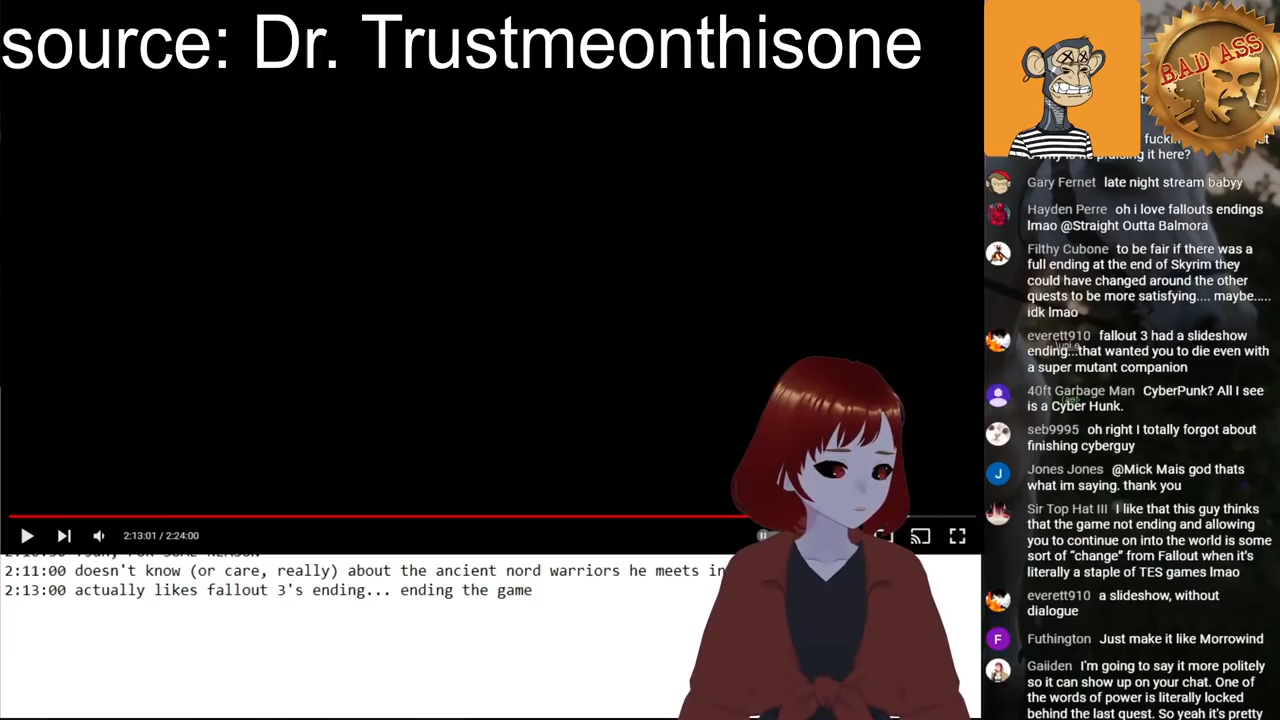 source: Dr. Trustmeonthisone
BAD ASS
it here?
Gary Fernet late night stream babyy
Hayden Perre oh i love fallouts endings
lmao @Straight Outta Balmora
Filthy Cubone to be fair if there was a
full ending at the end of Skyrim they
could have changed around the other
quests to be more satisfying.... maybe.....
idk lmao
everett910 fallout 3 had a slideshow
ending...that wanted you to die even with
a super mutant companion
40ft Garbage Man CyberPunk? All I see
is a Cyber Hunk.
seb9995 oh right I totally forgot about
finishing cyberguy
J
Jones Jones @Mick Mais god thats
what im saying. thank you
Sir Top Hat III I like that this guy thinks
that the game not ending and allowing
you to continue on into the world is some
sort of “change” from Fallout when it's
literally a staple of TES games lmao
2:13:01 / 2:24:00
2:11:00 doesn't know (or care, really) about the ancient nord warriors he meets in
2:13:00 actually likes fallout 3's ending... ending the game
everett910 a slideshow, without
dialogue
F
Futhington Just make it like Morrowind
Gaiiden I'm going to say it more politely
so it can show up on your chat. One of
the words of power is literally locked
behind the last quest. So yeah it's pretty